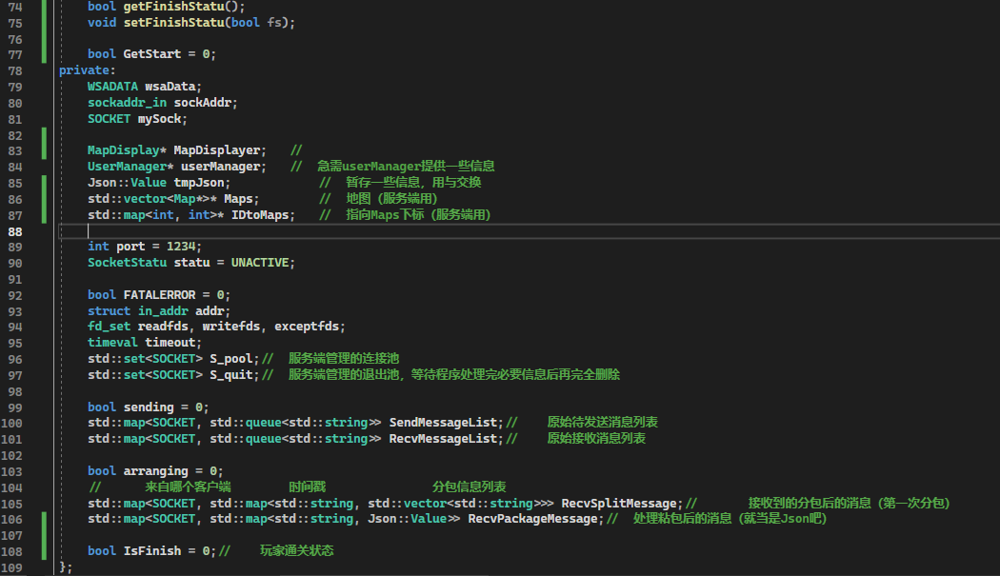 74 bool getFinishStatu();
75 void setFinishStatu(bool fs);
76
77 bool GetStart = 0;
78 private:
79 WSADATA wsaData;
80 sockaddr_in sockAddr;
81 SOCKET mySock;
82
83 MapDisplay* MapDisplayer; //
84 UserManager* userManager; // 急需userManager提供一些信息
85 Json::Value tmpJson; // 暂存一些信息，用与交换
86 std::vector<Map*>* Maps; // 地图（服务端用）
87 std::map<int, int>* IDtoMaps; // 指向Maps下标（服务端用）
88
89 int port = 1234;
90 SocketStatu statu = UNACTIVE;
91
92 bool FATALERROR = 0;
93 struct in_addr addr;
94 fd_set readfds, writefds, exceptfds;
95 timeval timeout;
96 std::set<SOCKET> S_pool;// 服务端管理的连接池
97 std::set<SOCKET> S_quit;// 服务端管理的退出池，等待程序处理完必要信息后再完全删除
98
99 bool sending = 0;
100 std::map<SOCKET, std::queue<std::string>> SendMessageList;// 原始待发送消息列表
101 std::map<SOCKET, std::queue<std::string>> RecvMessageList;// 原始接收消息列表
102
103 bool arranging = 0;
104 // 来自哪个客户端 时间戳 分包信息列表
105 std::map<SOCKET, std::map<std::string, std::vector<std::string>>> RecvSplitMessage;// 接收到的分包后的消息（第一次分包）
106 std::map<SOCKET, std::map<std::string, Json::Value>> RecvPackageMessage;// 处理粘包后的消息（就当是Json吧）
107
108 bool IsFinish = 0;// 玩家通关状态
109 };